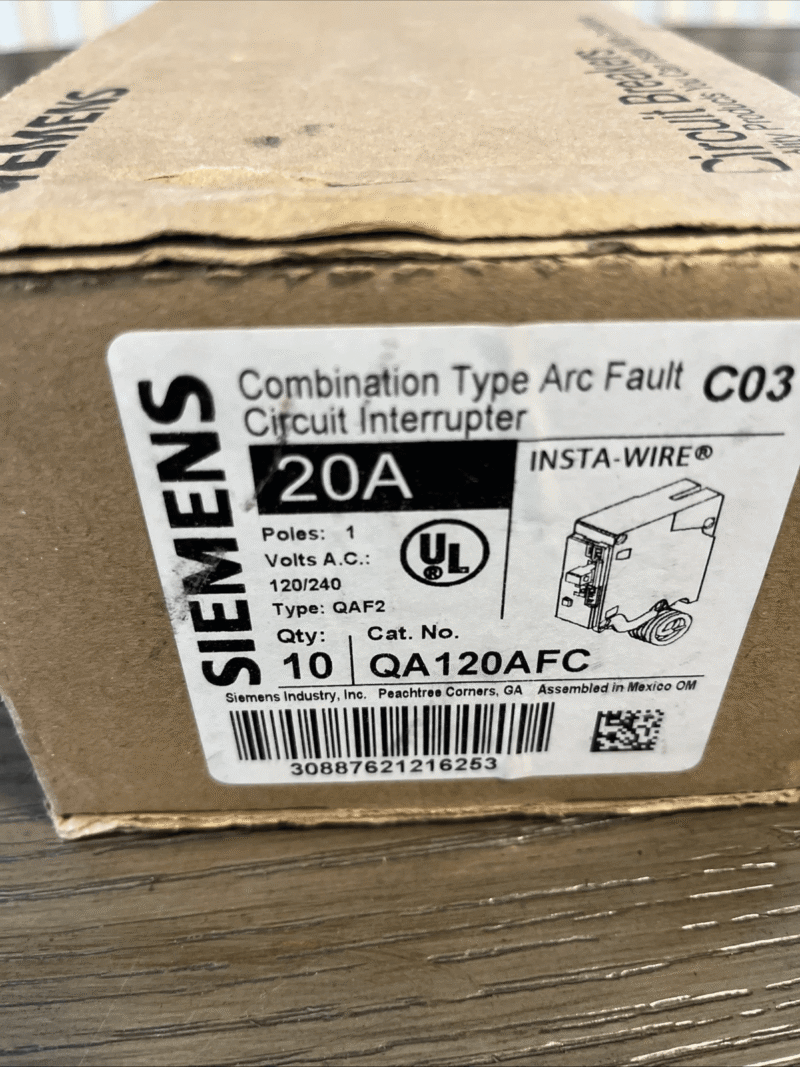 SIEMENS
Circuit Breakers
SIEMENS
Combination Type Arc Fault
Circuit Interrupter
C03
20A
INSTA-WIRE®
Poles: 1
Volts A.C.:
120/240
Type: QAF2
UL
®
Qty:
10
Cat. No.
QA120AFC
Siemens Industry, Inc. Peachtree Corners, GA Assembled in Mexico OM
30887621216253